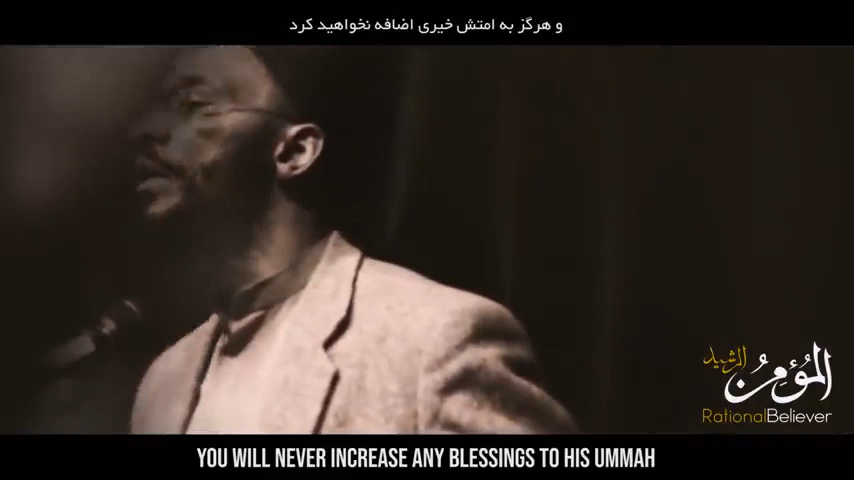 و هرگز به امتش خیری اضافه نخواهید کرد
المؤمن الرشيد
RationalBeliever
YOU WILL NEVER INCREASE ANY BLESSINGS TO HIS UMMAH